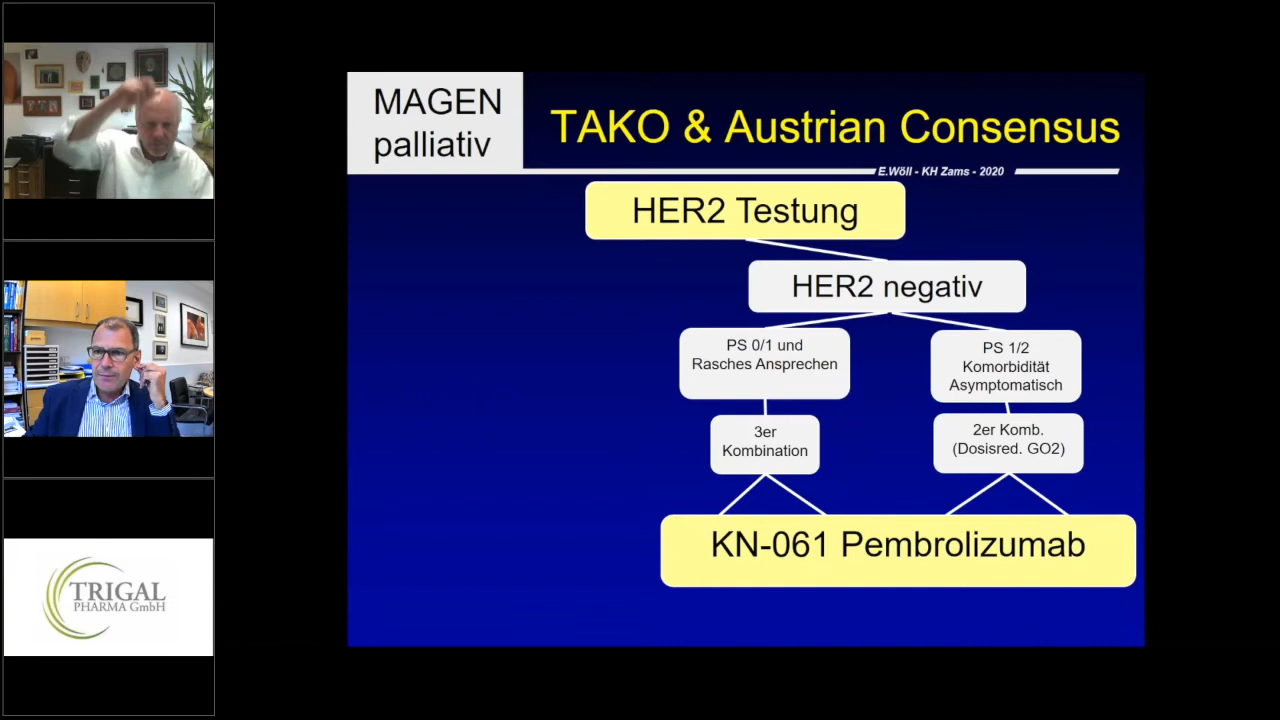 MAGEN
palliativ
TAKO & Austrian Consensus
E.Wöll - KH Zams - 2020
HER2 Testung
HER2 negativ
PS 0/1 und
Rasches Ansprechen
PS 1/2
Komorbidität
Asymptomatisch
3er
Kombination
2er Komb.
(Dosisred. GO2)
KN-061 Pembrolizumab
TRIGAL
PHARMA GmbH